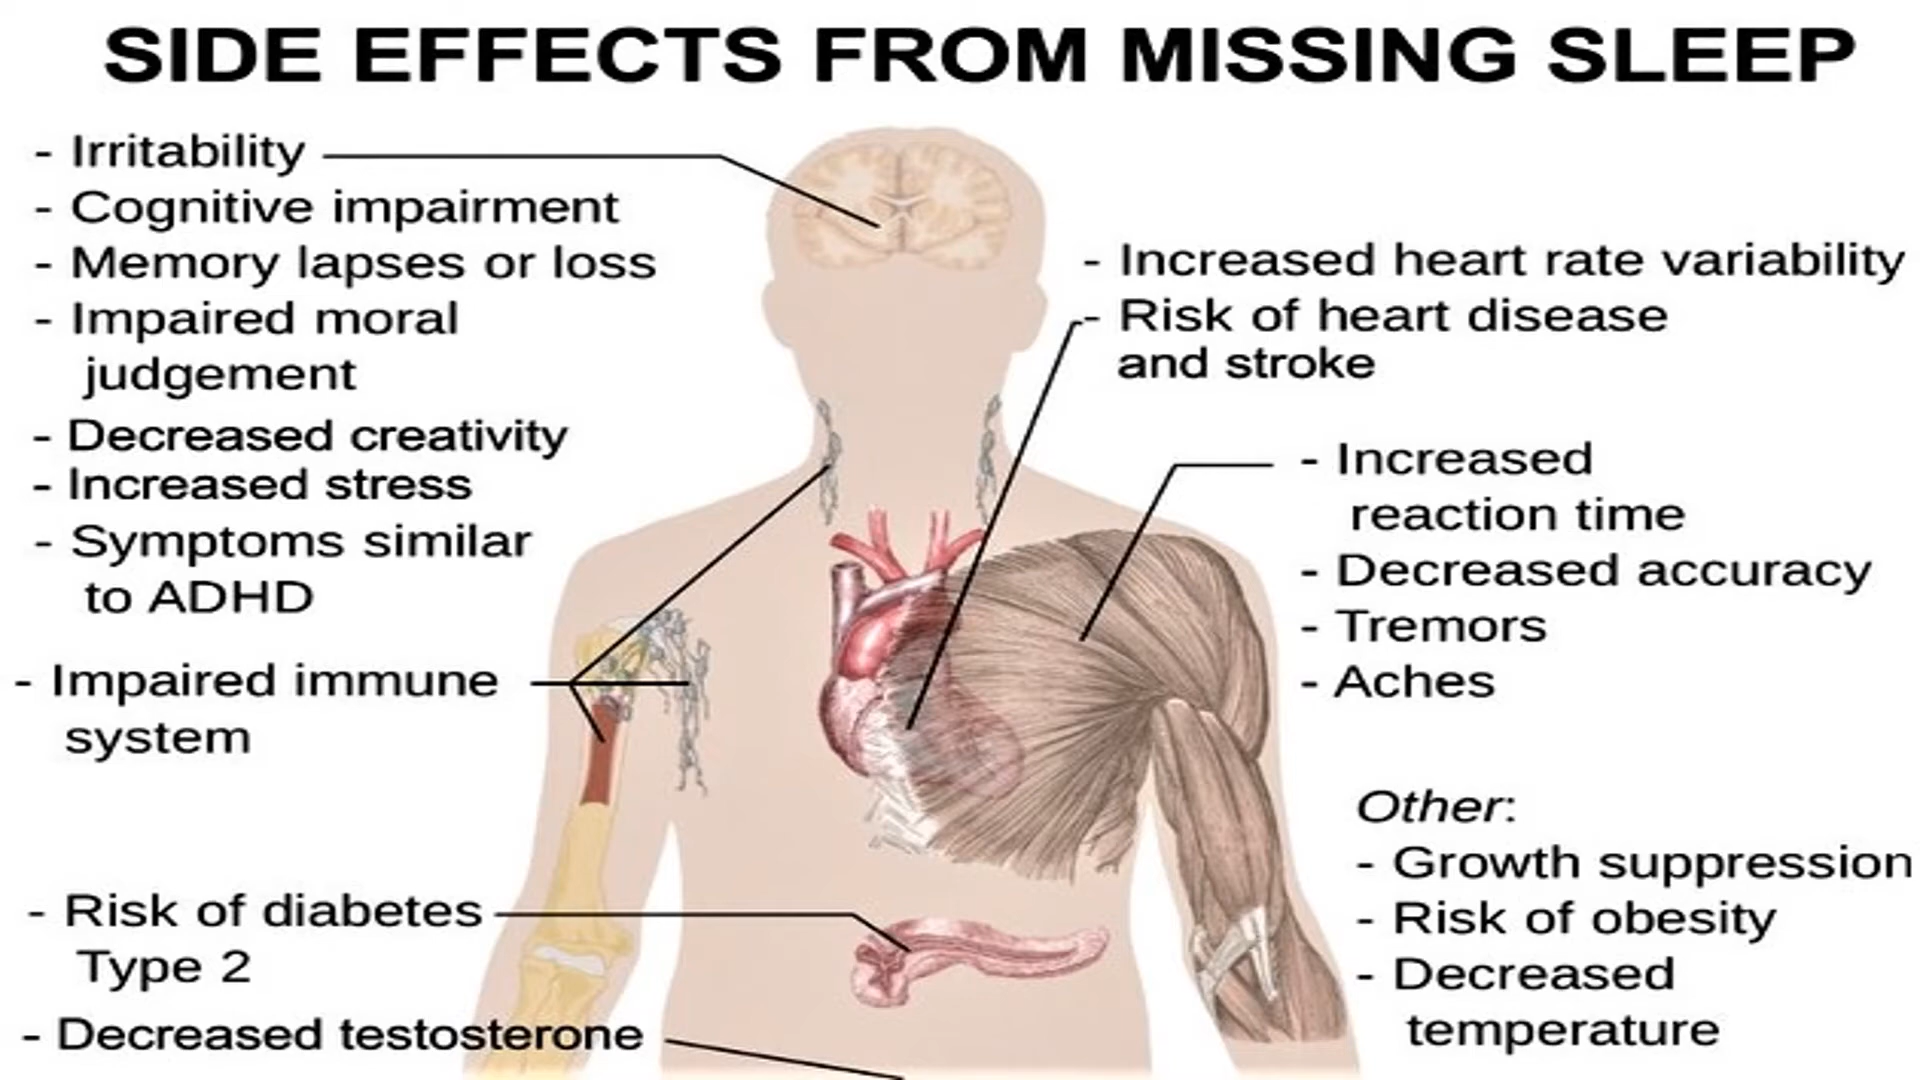 SIDE EFFECTS FROM MISSING SLEEP
- Irritability
- Cognitive impairment
- Memory lapses or loss
- Impaired moral
judgement
- Decreased creativity
- Increased stress
- Symptoms similar
to ADHD
- Impaired immune
system
- Risk of diabetes
Type 2
- Decreased testosterone
- Increased heart rate variability
- Risk of heart disease
and stroke
- Increased
reaction time
- Decreased accuracy
- Tremors
- Aches
Other:
- Growth suppression
- Risk of obesity
- Decreased
temperature